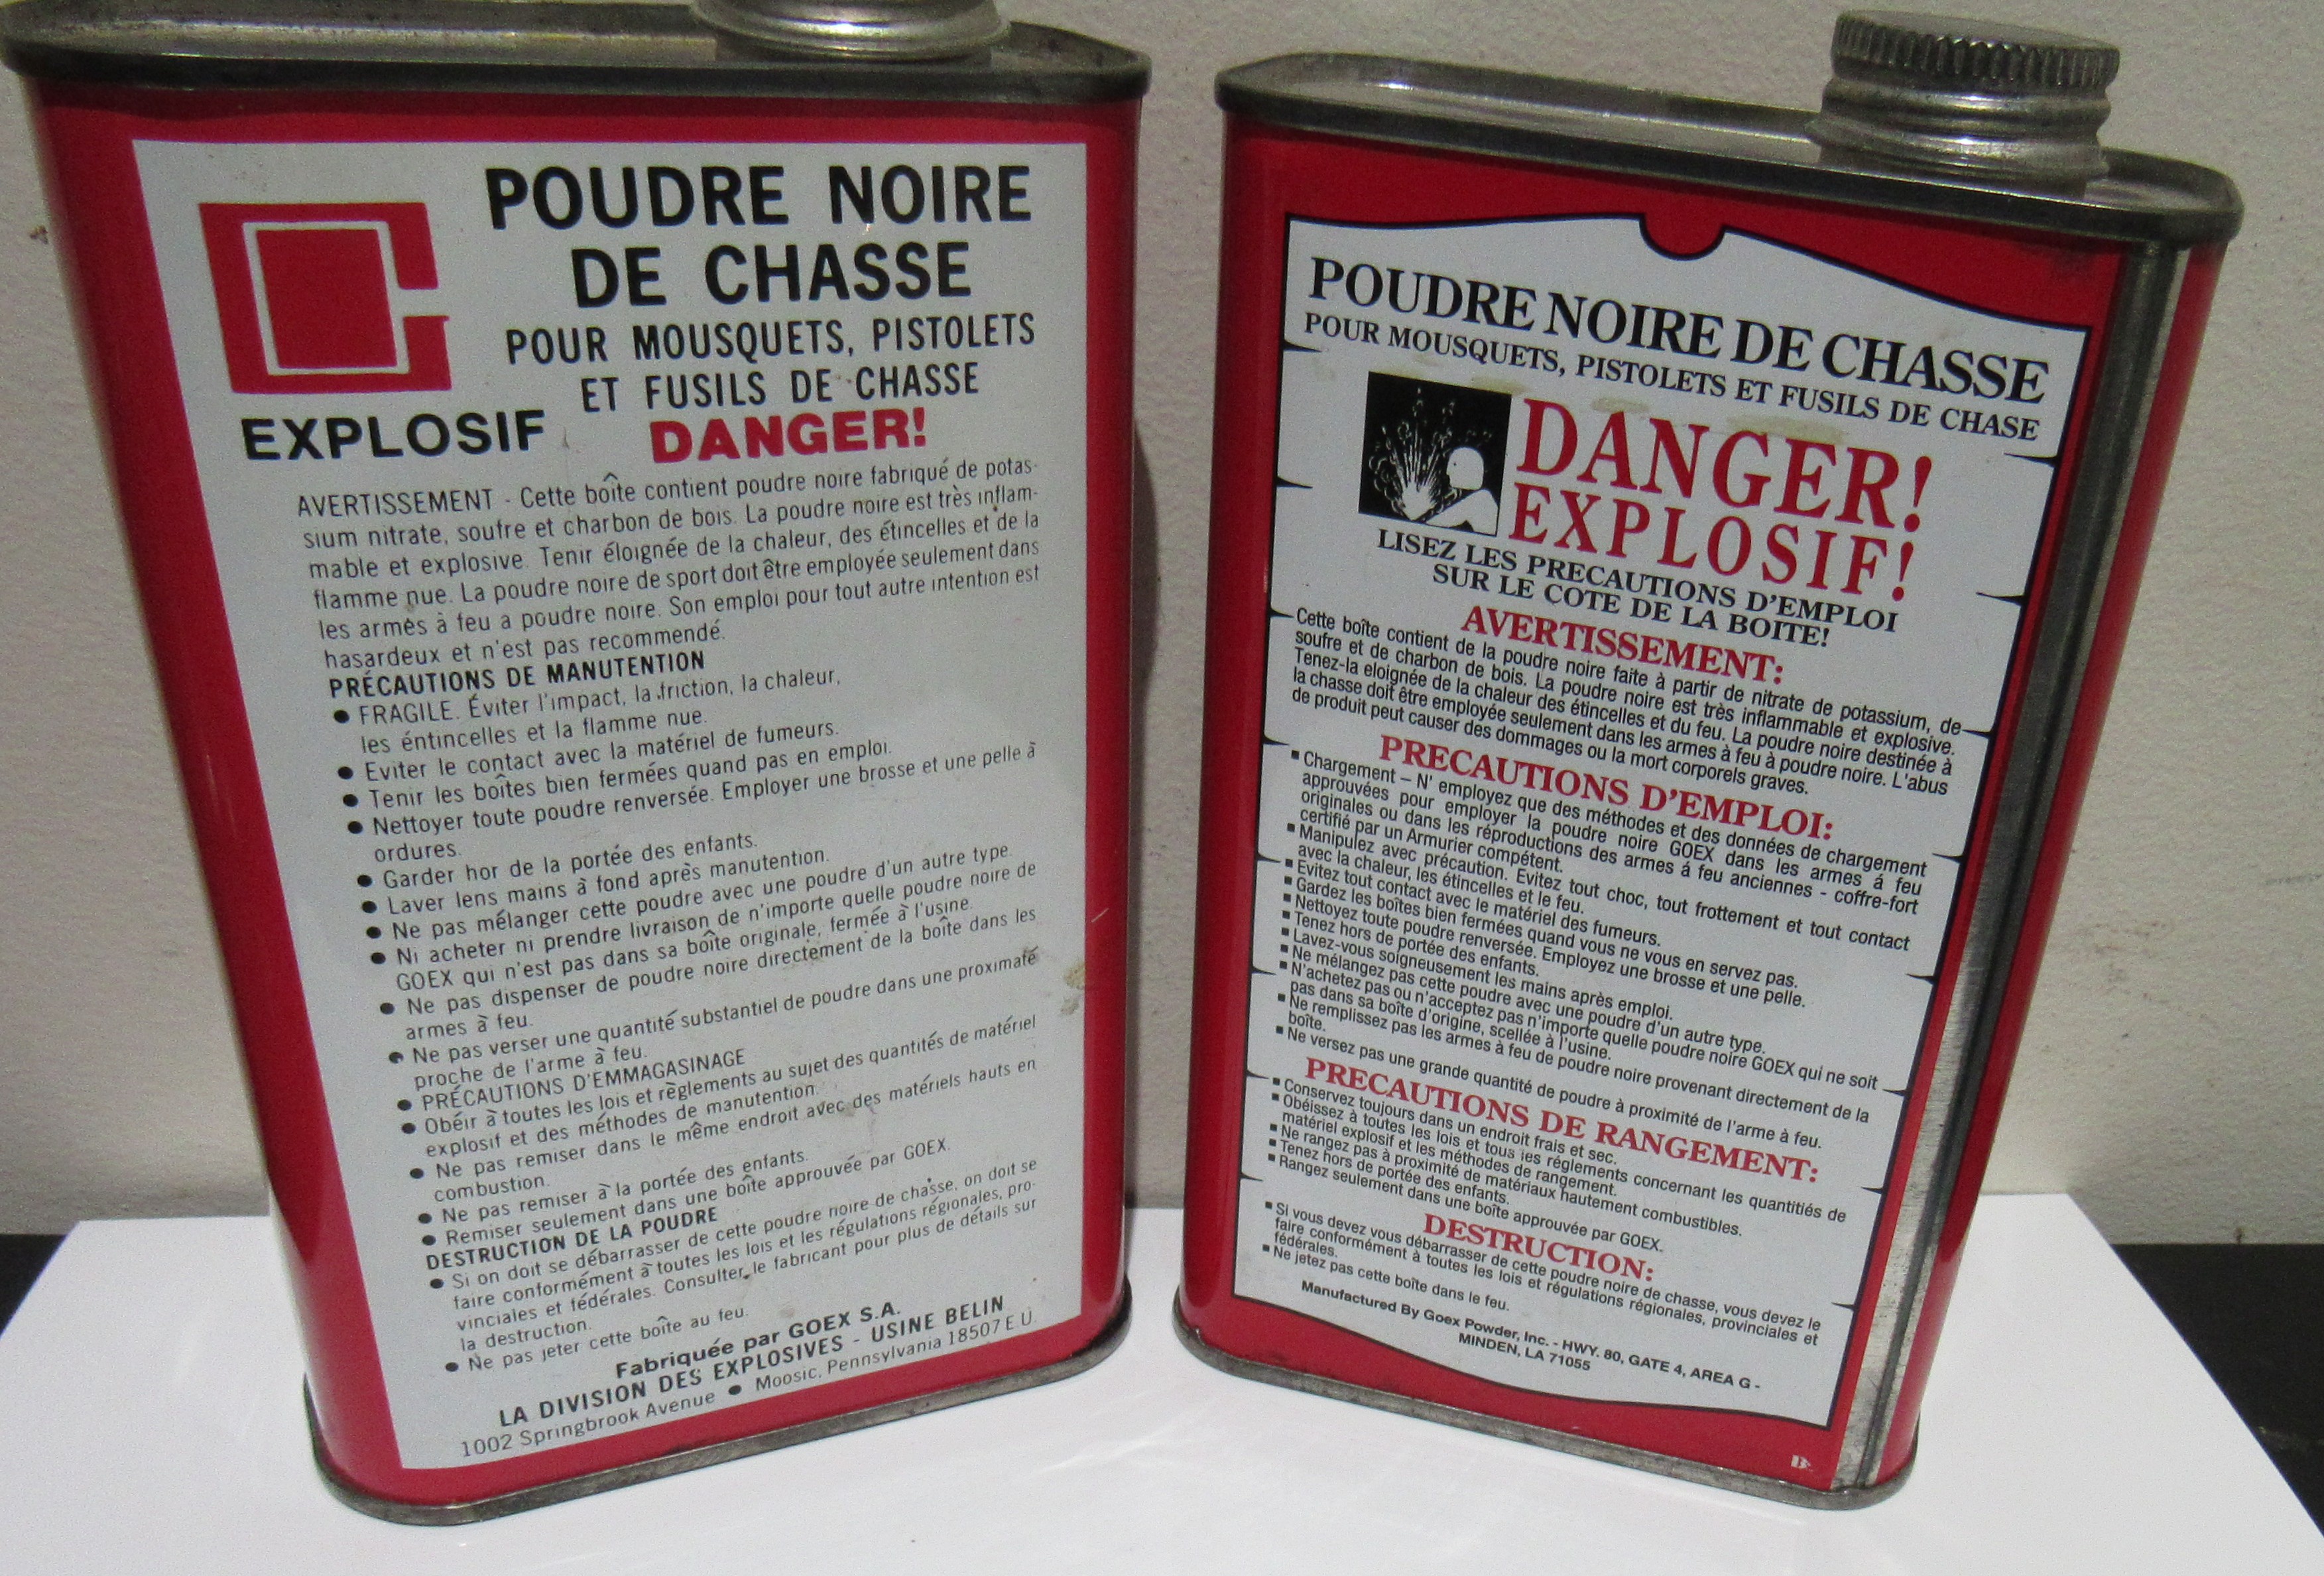 POUDRE NOIRE
DE CHASSE
POUR MOUSQUETS, PISTOLETS
ET FUSILS DE CHASSE
EXPLOSIF
DANGER!
AVERTISSEMENT - Cette boîte contient poudre noire fabriqué de potas-
sium nitrate, soufre et charbon de bois. La poudre noire est très inflam-
mable et explosive. Tenir éloignée de la chaleur, des étincelles et de la
flamme nue. La poudre noire de sport doit être employée seulement dans
les armes à feu a poudre noire. Son emploi pour tout autre intention est
hasardeux et n'est pas recommendé.
PRÉCAUTIONS DE MANUTENTION
● FRAGILE. Éviter l'impact, la friction, la chaleur,
les éntincelles et la flamme nue.
● Eviter le contact avec la matériel de fumeurs.
● Tenir les boîtes bien fermées quand pas en emploi.
● Nettoyer toute poudre renversée. Employer une brosse et une pelle à
ordures.
● Garder hor de la portée des enfants.
● Laver lens mains à fond après manutention.
● Ne pas mélanger cette poudre avec une poudre d'un autre type.
● Ni acheter ni prendre livraison de n'importe quelle poudre noire de
GOEX qui n'est pas dans sa boîte originale, fermée à l'usine.
● Ne pas dispenser de poudre noire directement de la boîte dans les
armes à feu.
● Ne pas verser une quantité substantiel de poudre dans une proximaté
proche de l'arme à feu.
● PRÉCAUTIONS D'EMMAGASINAGE
● Obéir à toutes les lois et règlements au sujet des quantités de matériel
explosif et des méthodes de manutention.
● Ne pas remiser dans le même endroit avec des matériels hauts en
combustion.
● Ne pas remiser à la portée des enfants.
● Remiser seulement dans une boîte approuvée par GOEX.
DESTRUCTION DE LA POUDRE
● Si on doit se débarrasser de cette poudre noire de chasse, on doit se
faire conformément à toutes les lois et les régulations régionales, pro-
vinciales et fédérales. Consulter le fabricant pour plus de détails sur
la destruction.
● Ne pas jeter cette boîte au feu.
Fabriquée par GOEX S.A.
LA DIVISION DES EXPLOSIVES - USINE BELIN
1002 Springbrook Avenue ● Moosic, Pennsylvania 18507 E.U.
POUDRE NOIRE DE CHASSE
POUR MOUSQUETS, PISTOLETS ET FUSILS DE CHASE
DANGER!
EXPLOSIF!
LISEZ LES PRECAUTIONS D'EMPLOI
SUR LE COTE DE LA BOITE!
AVERTISSEMENT:
Cette boîte contient de la poudre noire faite à partir de nitrate de potassium, de
soufre et de charbon de bois. La poudre noire est très inflammable et explosive.
Tenez-la eloignée de la chaleur des étincelles et du feu. La poudre noire destinée à
la chasse doit être employée seulement dans les armes à feu à poudre noire. L'abus
de produit peut causer des dommages ou la mort corporels graves.
PRECAUTIONS D'EMPLOI:
▪ Chargement – N' employez que des méthodes et des données de chargement
approuvées pour employer la poudre noire GOEX dans les armes á feu
originales ou dans les réproductions des armes á feu anciennes - coffre-fort
certifié par un Armurier compétent.
▪ Manipulez avec précaution. Evitez tout choc, tout frottement et tout contact
avec la chaleur, les étincelles et le feu.
▪ Evitez tout contact avec le matériel des fumeurs.
▪ Gardez les boîtes bien fermées quand vous ne vous en servez pas.
▪ Nettoyez toute poudre renversée. Employez une brosse et une pelle.
▪ Tenez hors de portée des enfants.
▪ Lavez-vous soigneusement les mains après emploi.
▪ Ne mélangez pas cette poudre avec une poudre d'un autre type.
▪ N'achetez pas ou n'acceptez pas n'importe quelle poudre noire GOEX qui ne soit
pas dans sa boîte d'origine, scellée à l'usine.
▪ Ne remplissez pas les armes à feu de poudre noire provenant directement de la
boîte.
▪ Ne versez pas une grande quantité de poudre à proximité de l'arme à feu.
PRECAUTIONS DE RANGEMENT:
▪ Conservez toujours dans un endroit frais et sec.
▪ Obéissez à toutes les lois et tous les réglements concernant les quantitiés de
matériel explosif et les méthodes de rangement.
▪ Ne rangez pas à proximité de matériaux hautement combustibles.
▪ Tenez hors de portée des enfants.
▪ Rangez seulement dans une boîte approuvée par GOEX.
DESTRUCTION:
▪ Si vous devez vous débarrasser de cette poudre noire de chasse, vous devez le
faire conformément à toutes les lois et régulations régionales, provinciales et
fédérales.
▪ Ne jetez pas cette boîte dans le feu.
Manufactured By Goex Powder, Inc. - HWY. 80, GATE 4, AREA G -
MINDEN, LA 71055